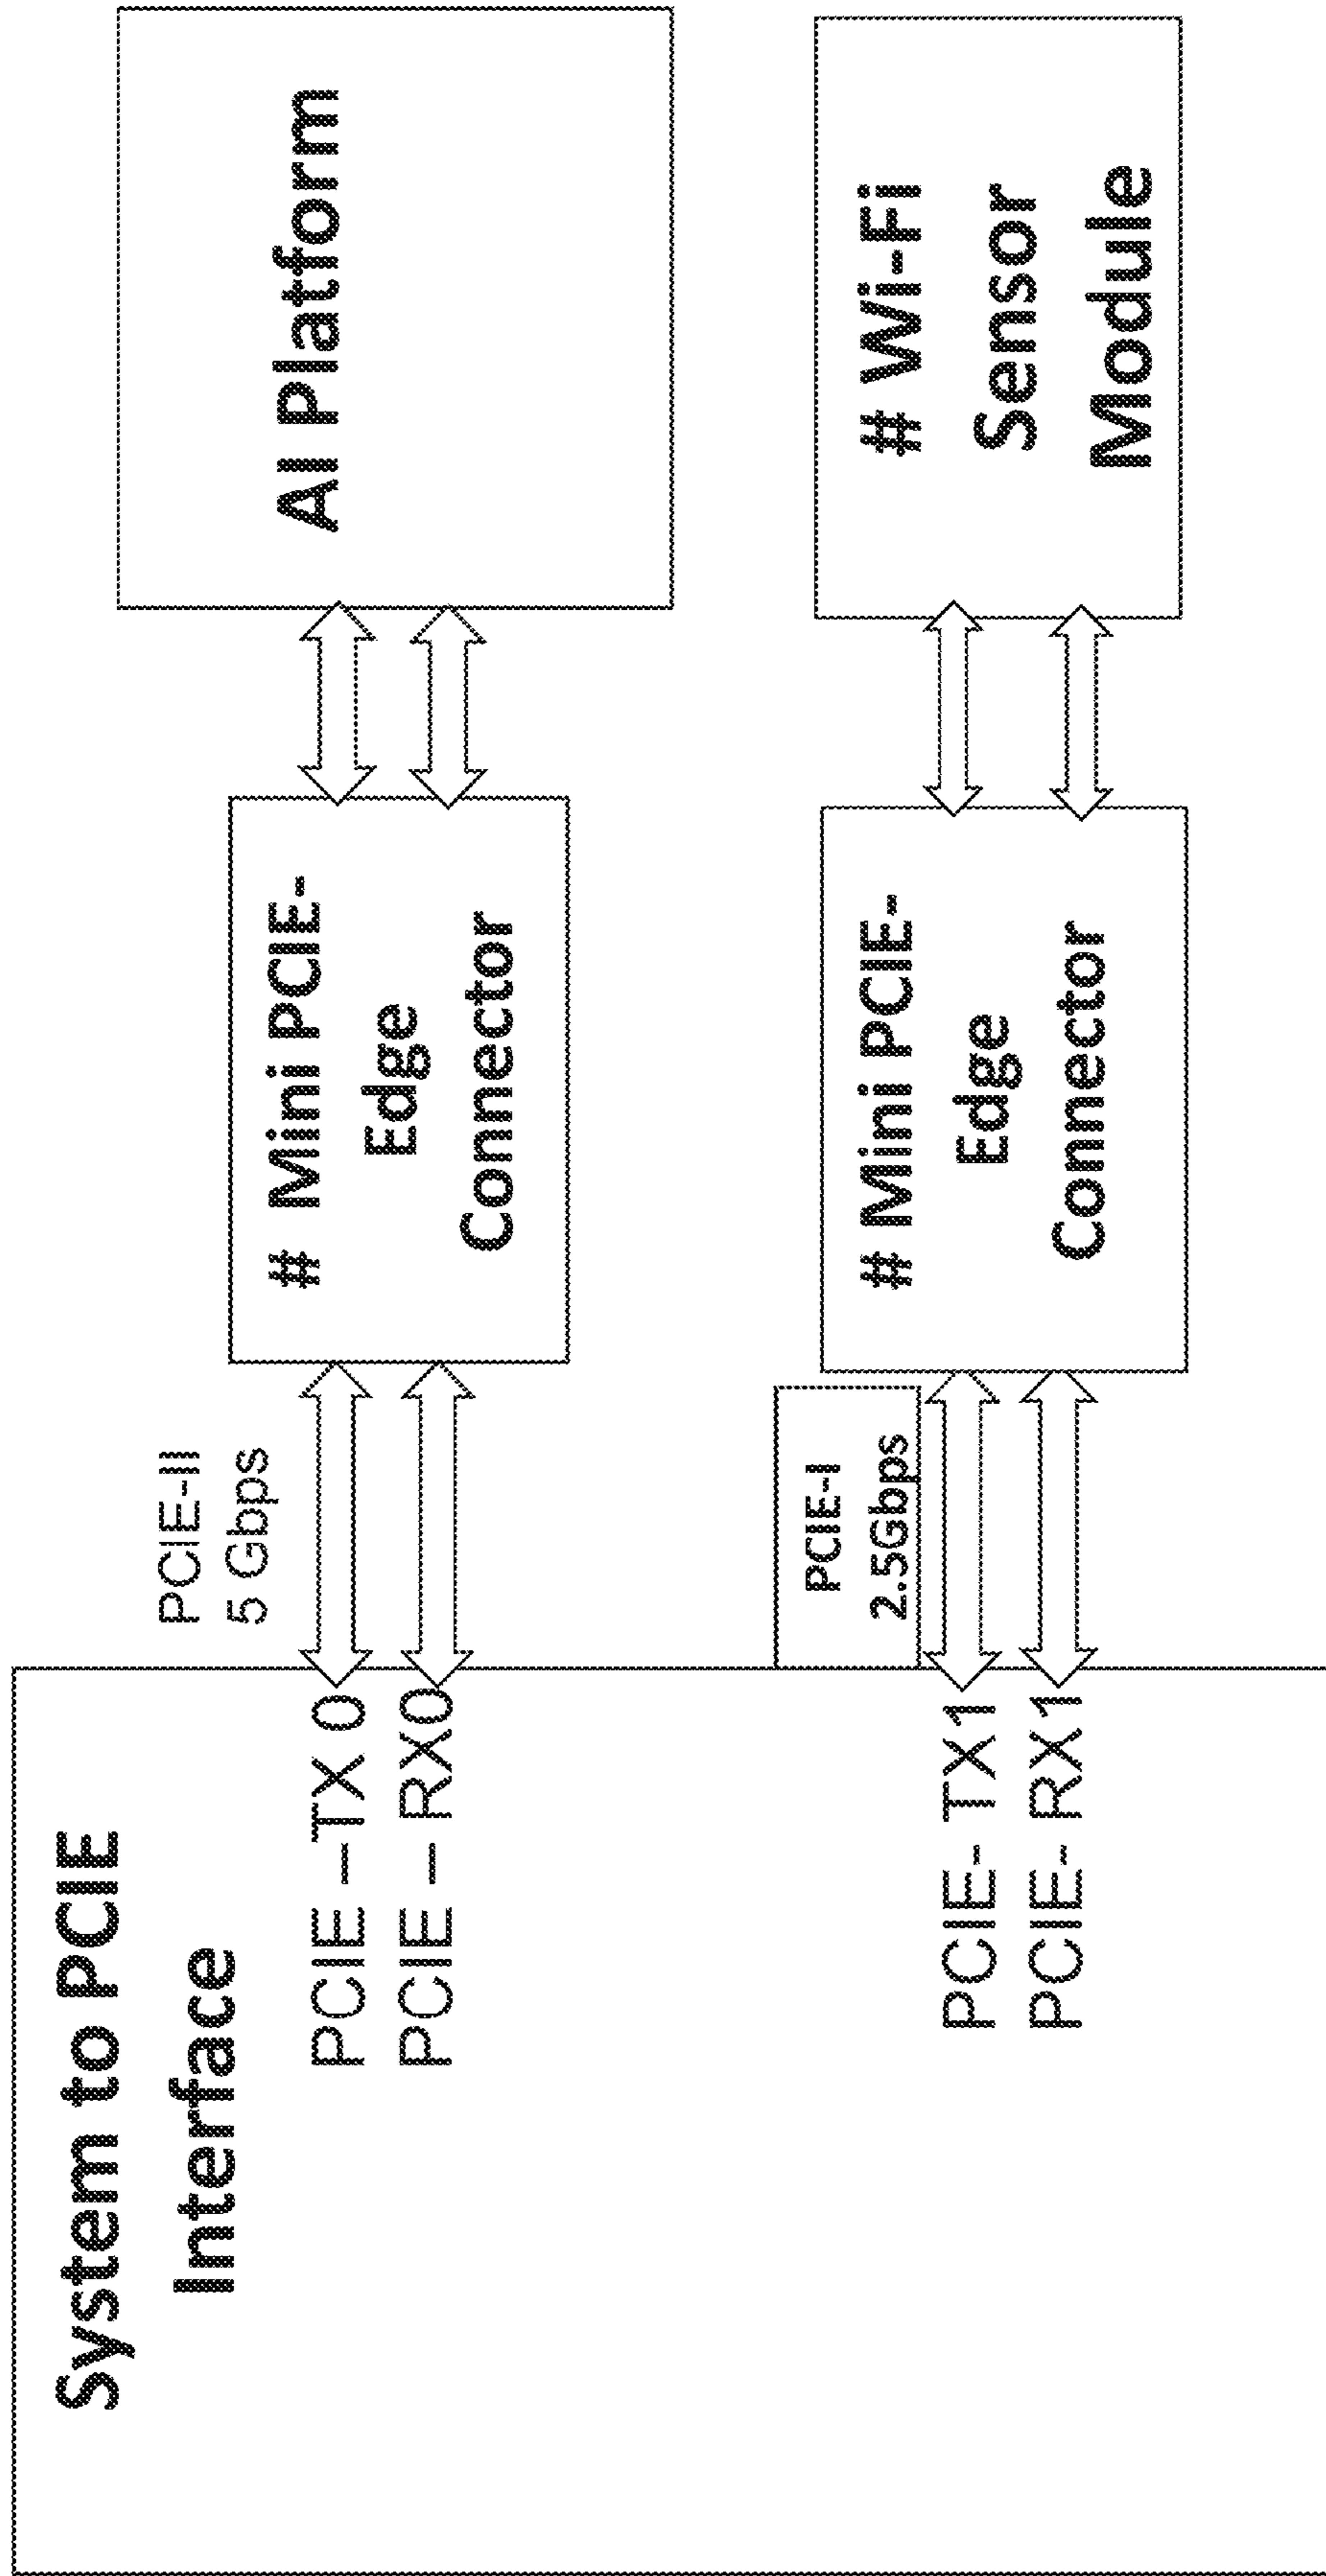 System to PCIE
Interface
PCIE –TX 0
PCIE – RX0
PCIE- TX1
PCIE- RX1
PCIE-II
5 Gbps
PCIE-I
2.5Gbps
# Mini PCIE-
Edge
Connector
# Mini PCIE-
Edge
Connector
AI Platform
# Wi-Fi
Sensor
Module